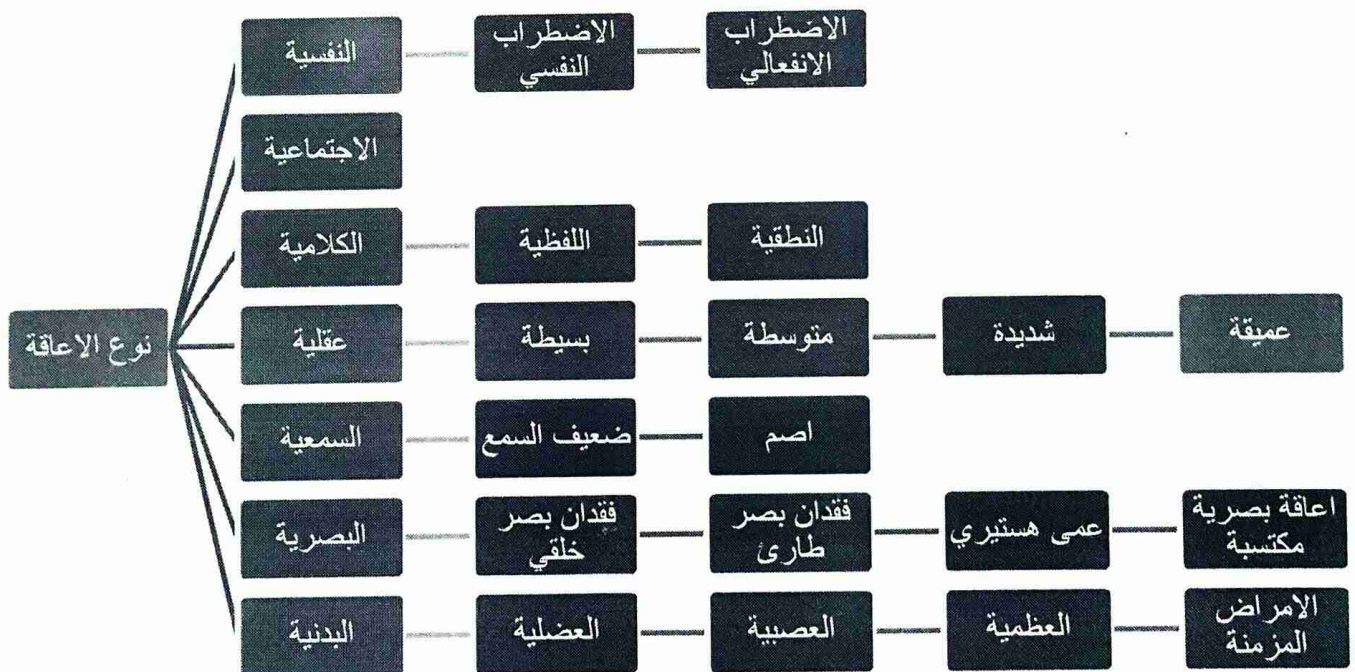 نوع الاعاقة
النفسية
الاضطراب
النفسي
الاضطراب
الانفعالي
الاجتماعية
الكلامية
اللفظية
النطقية
عقلية
بسيطة
متوسطة
شديدة
عميقة
السمعية
ضعيف السمع
اصم
البصرية
فقدان بصر
خلقي
فقدان بصر
طارئ
عمى هستيري
اعاقة بصرية
مكتسبة
البدنية
العضلية
العصبية
العظمية
الامراض
المزمنة